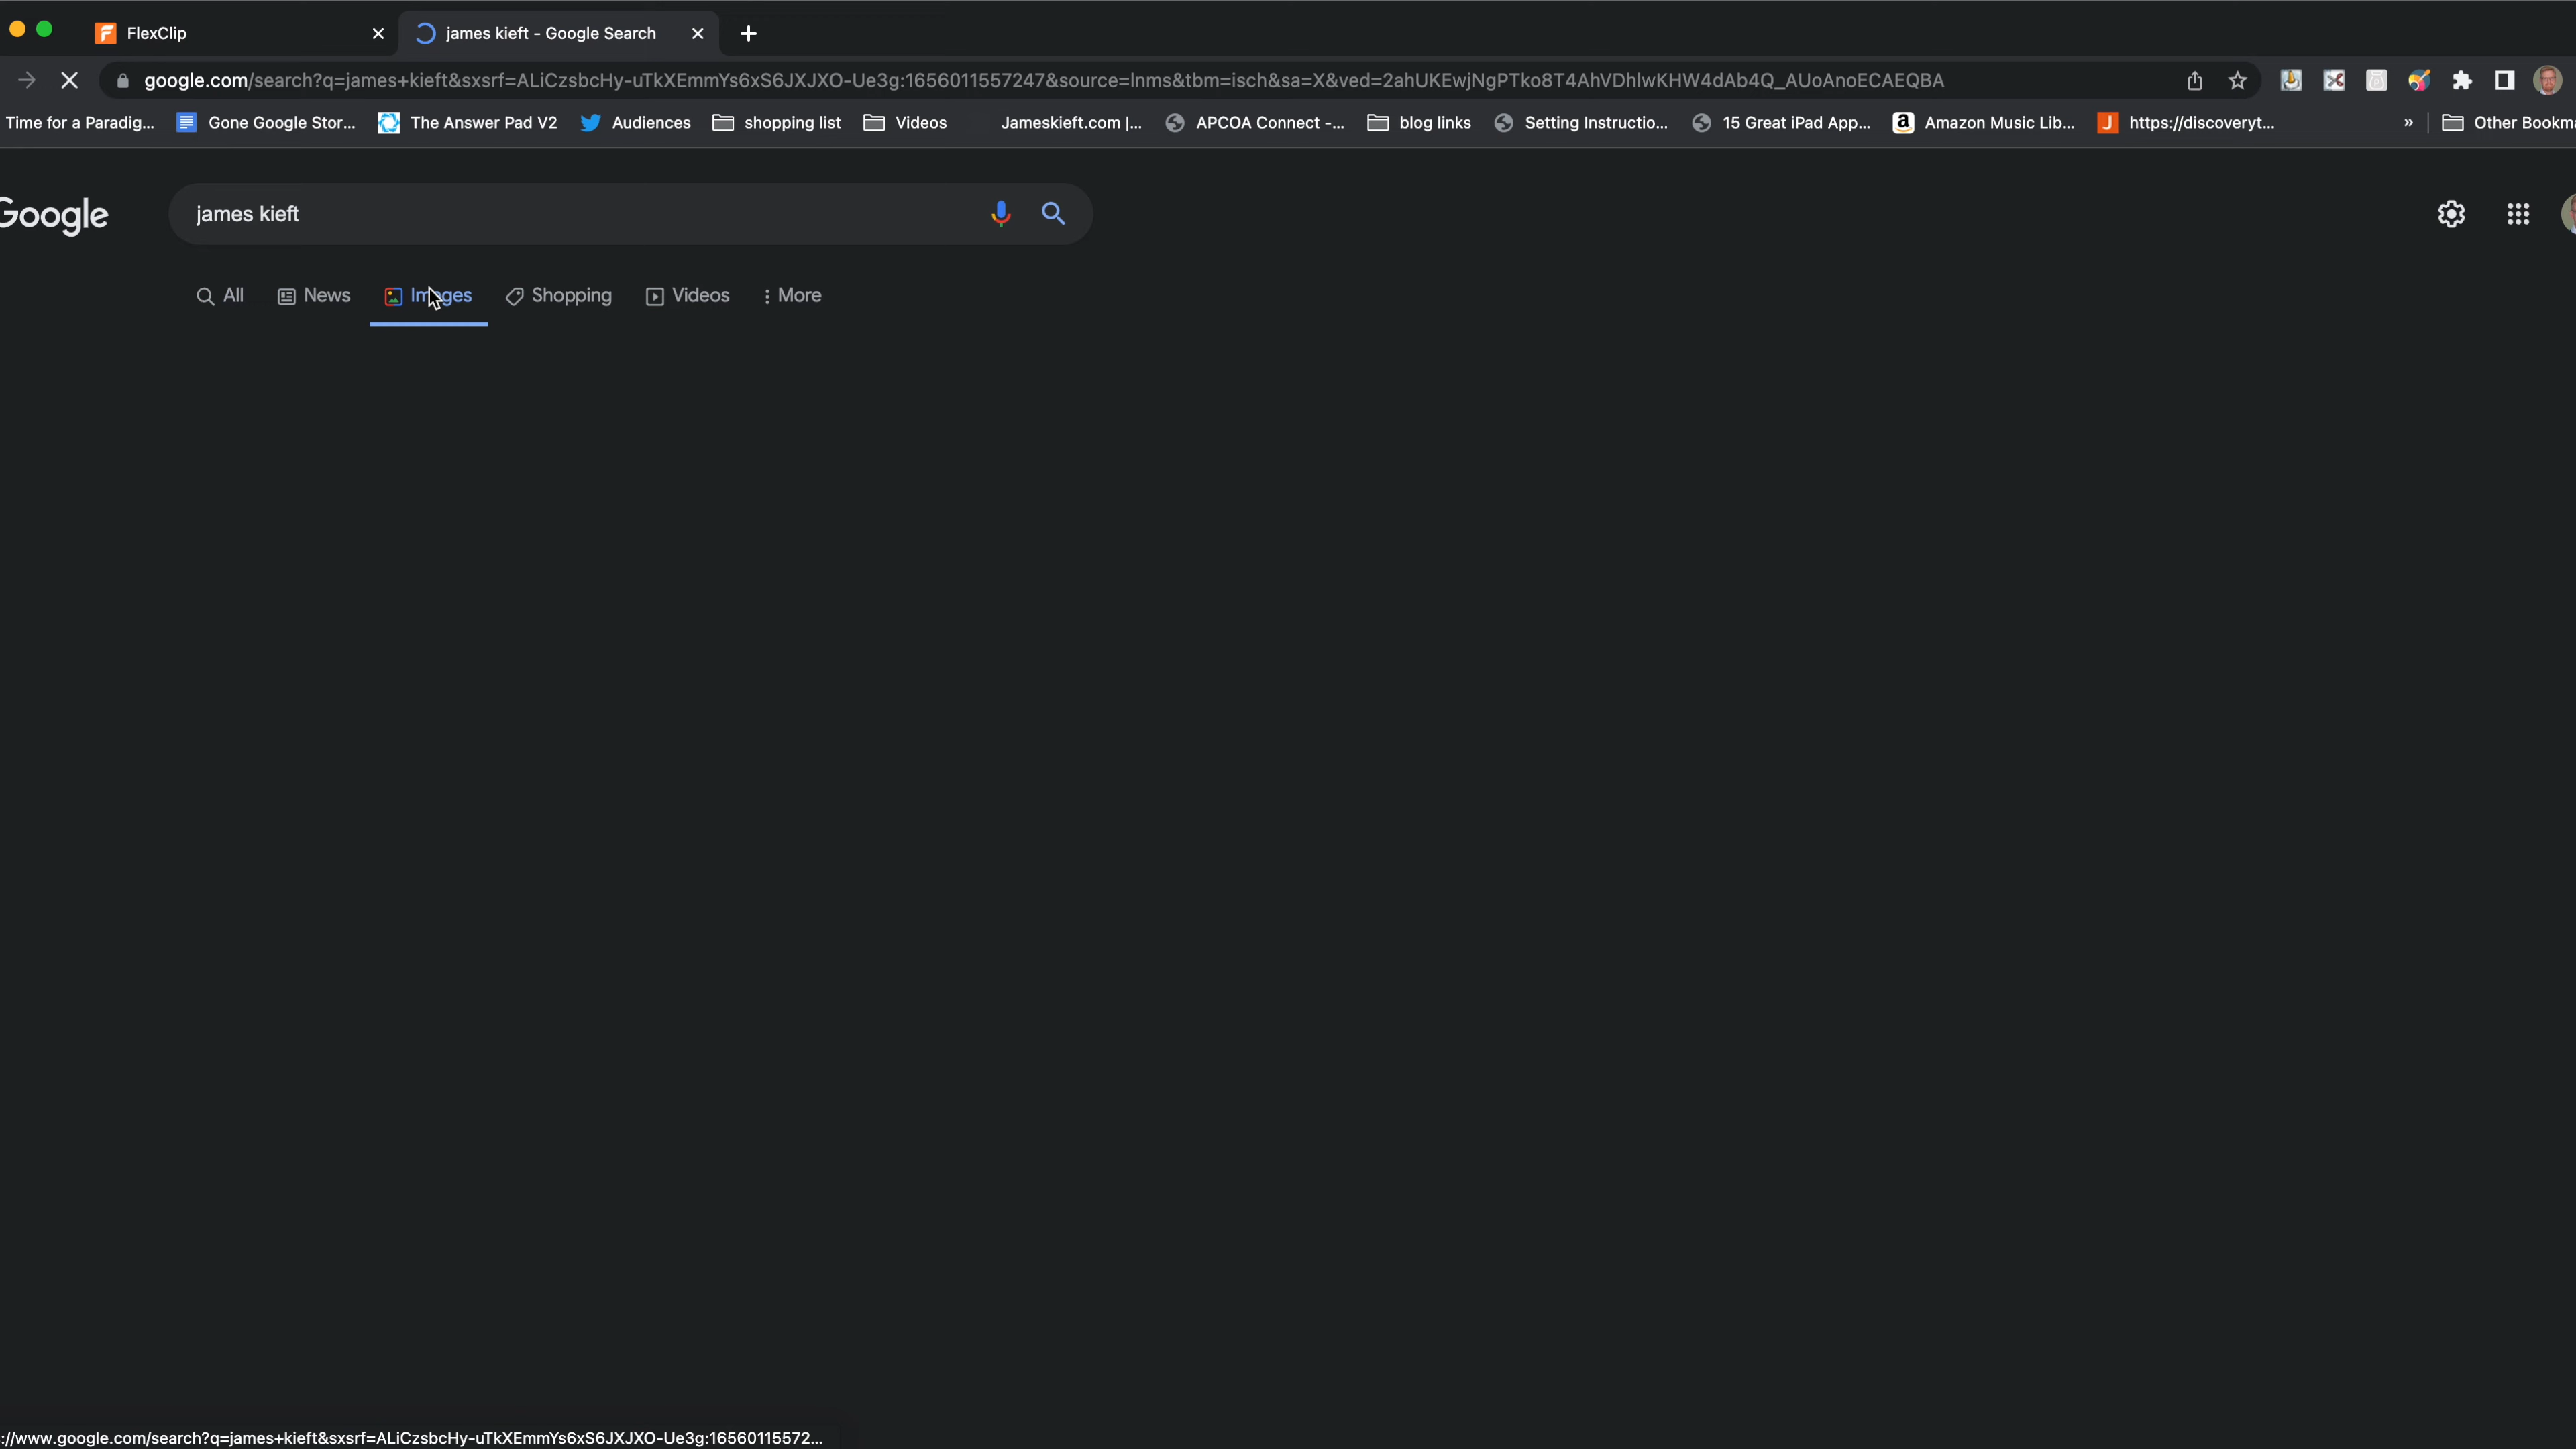 FlexClip
james kieft - Google Search
google.com/search?q=james+kieft&sxsrf=ALiCzsbcHy-uTkXEmmYs6xS6JXJXO-Ue3g:1656011557247&source=lnms&tbm=isch&sa=X&ved=2ahUKEwjNgPTko8T4AhVDhlwKHW4dAb4Q_AUoAnoECAEQBA
Time for a Paradig... Gone Google Stor... The Answer Pad V2 Audiences shopping list Videos Jameskieft.com |... APCOA Connect -... blog links Setting Instructio... 15 Great iPad App... Amazon Music Lib... https://discoveryt... » Other Bookma
Google
james kieft
All News Images Shopping Videos More
://www.google.com/search?q=james+kieft&sxsrf=ALiCzsbcHy-uTkXEmmYs6xS6JXJXO-Ue3g:16560115572...